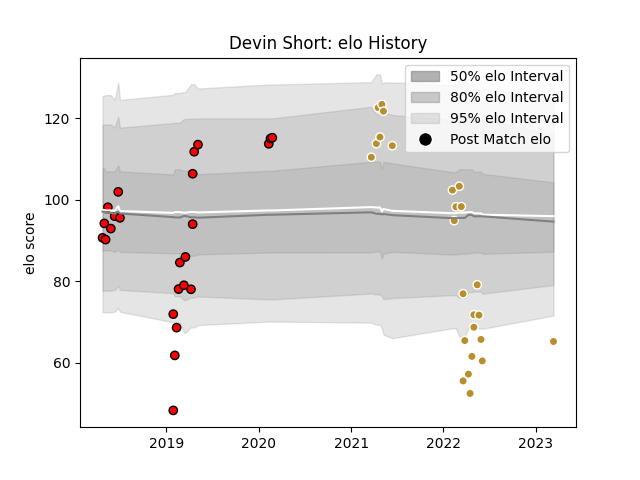 Devin Short: elo History
50% elo Interval
80% elo Interval
95% elo Interval
Post Match elo
elo score
120
100
80
60
2019 2020 2021 2022 2023